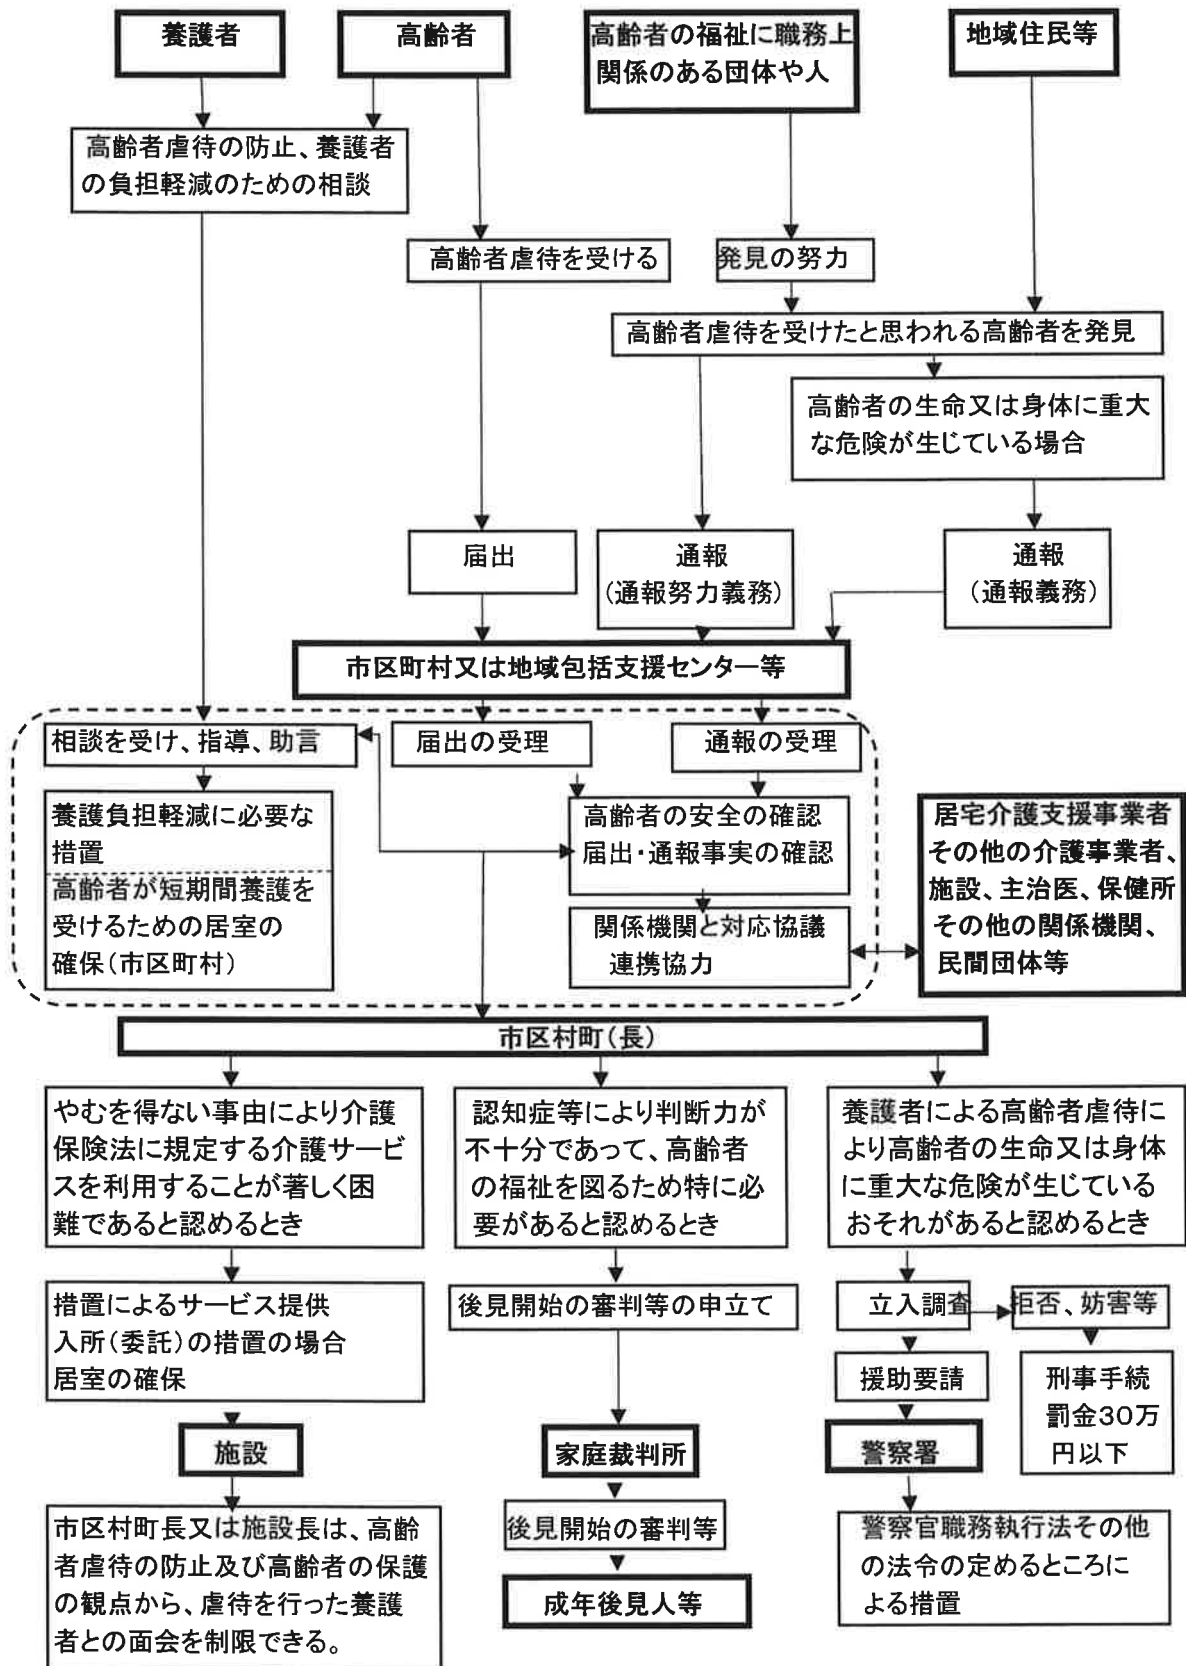 養護者
高齢者
高齢者の福祉に職務上
関係のある団体や人
地域住民等
高齢者虐待の防止、養護者
の負担軽減のための相談
高齢者虐待を受ける
発見の努力
高齢者虐待を受けたと思われる高齢者を発見
高齢者の生命又は身体に重大
な危険が生じている場合
届出
通報
(通報努力義務)
通報
(通報義務)
市区町村又は地域包括支援センター等
相談を受け、指導、助言
届出の受理
通報の受理
養護負担軽減に必要な
措置
高齢者が短期間養護を
受けるための居室の
確保(市区町村)
高齢者の安全の確認
届出・通報事実の確認
関係機関と対応協議
連携協力
居宅介護支援事業者
その他の介護事業者、
施設、主治医、保健所
その他の関係機関、
民間団体等
市区村町(長)
やむを得ない事由により介護
保険法に規定する介護サービ
スを利用することが著しく困
難であると認めるとき
認知症等により判断力が
不十分であって、高齢者
の福祉を図るため特に必
要があると認めるとき
養護者による高齢者虐待に
より高齢者の生命又は身体
に重大な危険が生じている
おそれがあると認めるとき
措置によるサービス提供
入所(委託)の措置の場合
居室の確保
後見開始の審判等の申立て
立入調査
拒否、妨害等
援助要請
刑事手続
罰金30万
円以下
施設
家庭裁判所
警察署
市区村町長又は施設長は、高齢
者虐待の防止及び高齢者の保護
の観点から、虐待を行った養護
者との面会を制限できる。
後見開始の審判等
成年後見人等
警察官職務執行法その他
の法令の定めるところに
よる措置